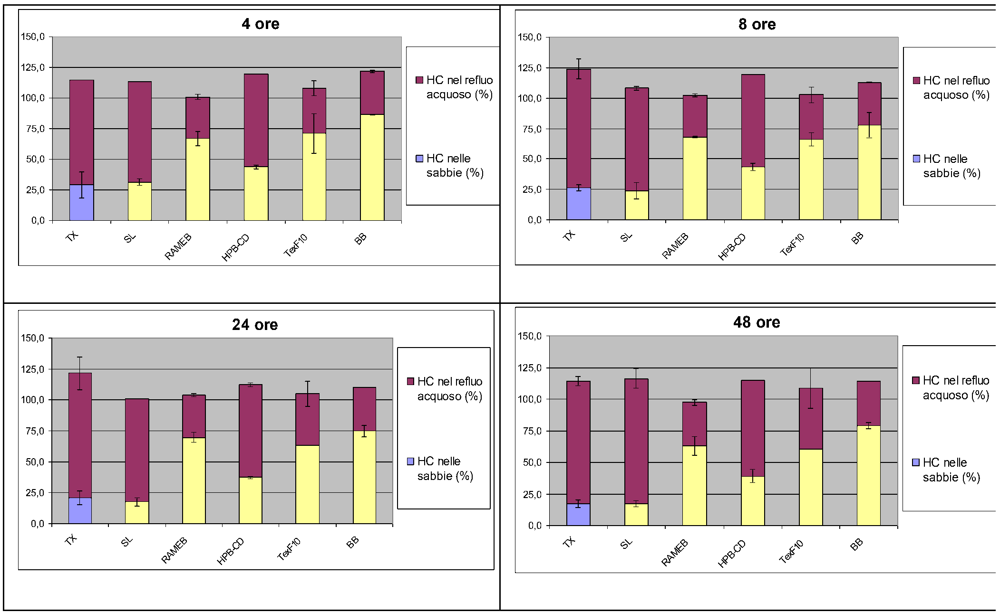 4 ore
150,0
125,0
100,0
75,0
50,0
25,0
0,0
TX
SL
RAMEB
HPB-CD
TexF10
BB
HC nel refluo
acquoso (%)
HC nelle
sabbie (%)
8 ore
150,0
125,0
100,0
75,0
50,0
25,0
0,0
TX
SL
RAMEB
HPB-CD
TexF10
BB
HC nel refluo
acquoso (%)
HC nelle
sabbie (%)
24 ore
150,0
125,0
100,0
75,0
50,0
25,0
0,0
TX
SL
RAMEB
HPB-CD
TexF10
BB
HC nel refluo
acquoso (%)
HC nelle
sabbie (%)
48 ore
150,0
125,0
100,0
75,0
50,0
25,0
0,0
TX
SL
RAMEB
HPB-CD
TexF10
BB
HC nel refluo
acquoso (%)
HC nelle
sabbie (%)